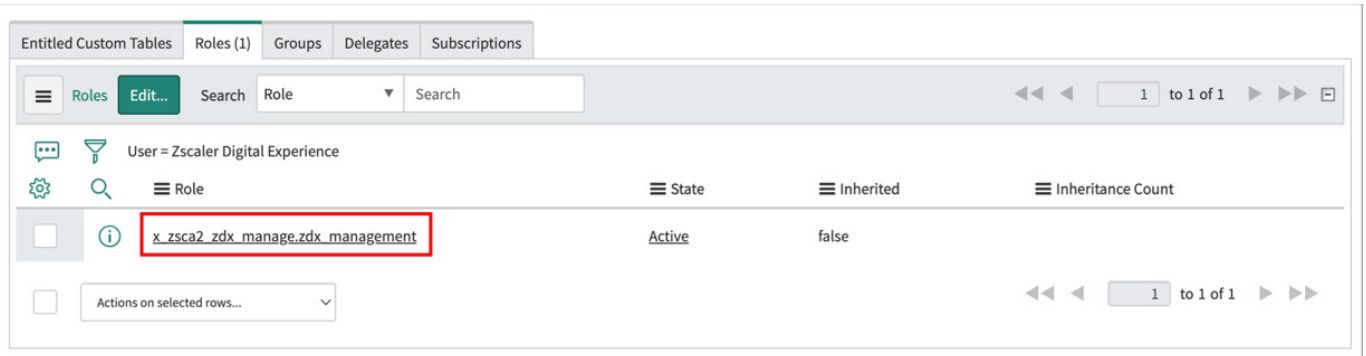 Entitled Custom Tables Roles (1) Groups Delegates Subscriptions
Roles Edit... Search Role Search 1 to 1 of 1
User = Zscaler Digital Experience
Role State Inherited Inheritance Count
x_zsca2_zdx_manage.zdx_management Active false
Actions on selected rows... 1 to 1 of 1